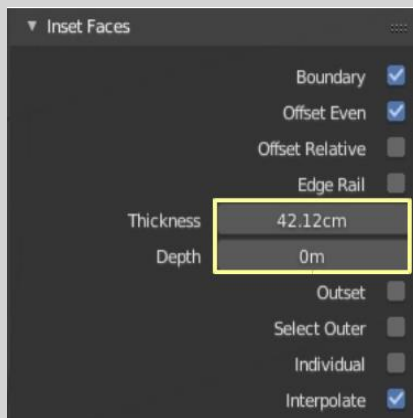 Inset Faces
Boundary
Offset Even
Offset Relative
Edge Rail
Thickness 42.12cm
Depth 0m
Outset
Select Outer
Individual
Interpolate